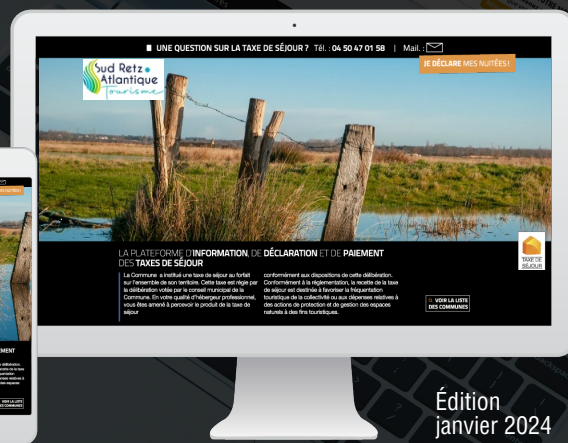 UNE QUESTION SUR LA TAXE DE SÉJOUR ? Tél. : 04 50 47 01 58 | Mail. :
JE DÉCLARE MES NUITÉES !
Sud Retz
Atlantique
Tourisme
LA PLATEFORME D'INFORMATION, DE DÉCLARATION ET DE PAIEMENT
DES TAXES DE SÉJOUR
La Commune a institué une taxe de séjour au forfait
sur l'ensemble de son territoire. Cette taxe est régie par
la délibération votée par le conseil municipal de la
Commune. En votre qualité d'hébergeur professionnel,
vous êtes amené à percevoir le produit de la taxe de
séjour
conformément aux dispositions de cette délibération.
Conformément à la réglementation, la recette de la taxe
de séjour est destinée à favoriser la fréquentation
touristique de la collectivité ou aux dépenses relatives à
des actions de protection et de gestion des espaces
naturels à des fins touristiques.
TAXE DE
SÉJOUR
VOIR LA LISTE
DES COMMUNES
VOIR LA LISTE
DES COMMUNES
Édition
janvier 2024